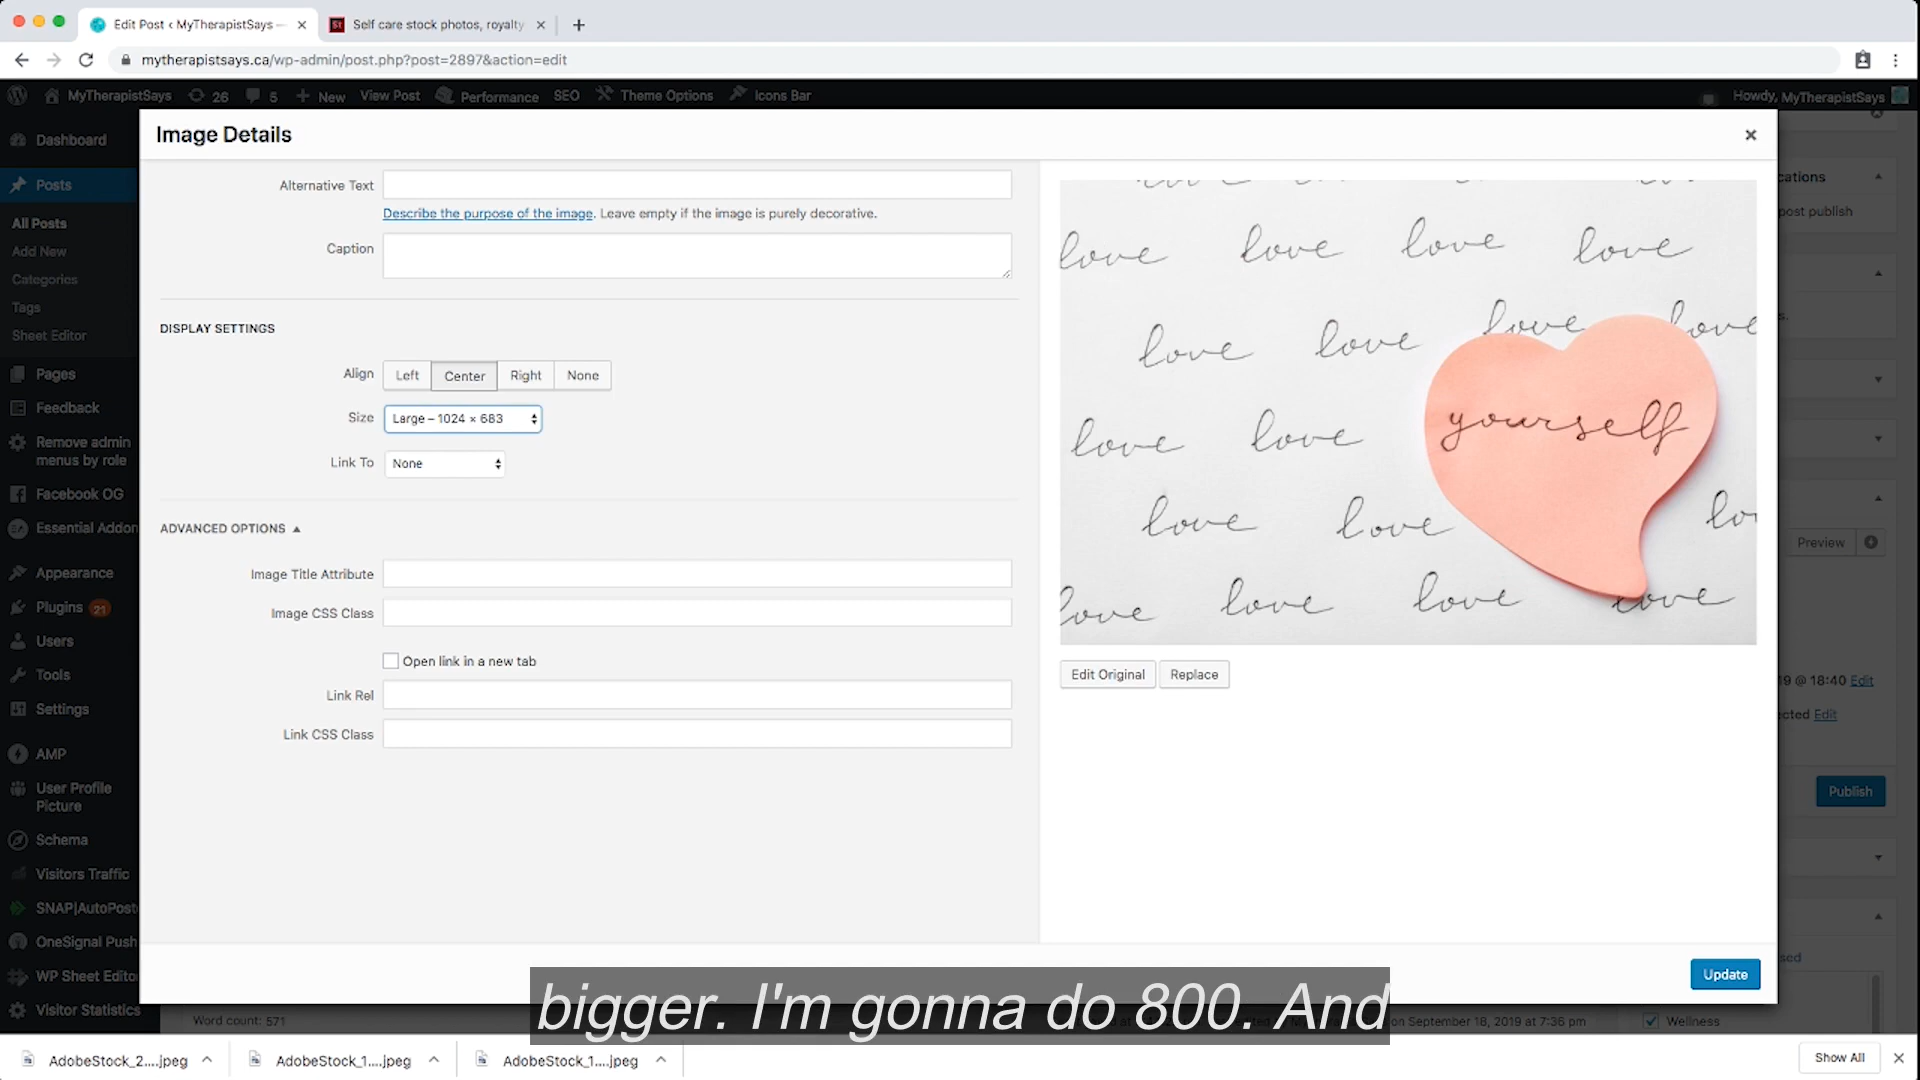 Edit Post ‹ MyTherapistSays —
Self care stock photos, royalty
mytherapistsays.ca/wp-admin/post.php?post=2897&action=edit
MyTherapistSays 26 5 New View Post Performance SEO Theme Options Icons Bar Howdy, MyTherapistSays
Dashboard
Posts
All Posts
Add New
Categories
Tags
Sheet Editor
Pages
Feedback
Remove admin
menus by role
Facebook OG
Essential Addon
Appearance
Plugins 21
Users
Tools
Settings
AMP
User Profile
Picture
Schema
Visitors Traffic
SNAP|AutoPoste
OneSignal Push
WP Sheet Edito
Visitor Statistics
Image Details
Alternative Text
Describe the purpose of the image. Leave empty if the image is purely decorative.
Caption
DISPLAY SETTINGS
Align Left Center Right None
Size Large – 1024 × 683
Link To None
ADVANCED OPTIONS
Image Title Attribute
Image CSS Class
Open link in a new tab
Link Rel
Link CSS Class
love love love love
love love love love
yourself
love love
love love lo
love love love love
Edit Original Replace
Update
cations
post publish
Preview
19 @ 18:40 Edit
cted Edit
Publish
sed
Wellness
Word count: 571
on September 18, 2019 at 7:36 pm
bigger. I'm gonna do 800. And
AdobeStock_2....jpeg AdobeStock_1....jpeg AdobeStock_1....jpeg Show All